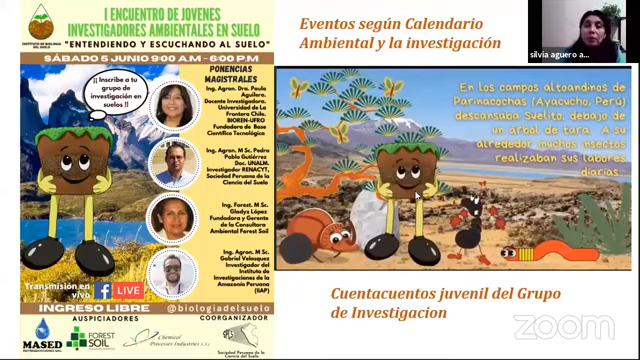 I ENCUENTRO DE JOVENES
INVESTIGADORES AMBIENTALES EN SUELO
"ENTENDIENDO Y ESCUCHANDO AL SUELO"
INSTITUTO DE BIOLOGIA
DEL SUELO
SÁBADO 5 JUNIO 9:00 A.M - 6:00 P.M
¡¡ Inscribe a tu
grupo de
investigación en
suelos !!
PONENCIAS
MAGISTRALES
Ing. Agron. Dra. Paula
Aguilera.
Docente Investigadora.
Universidad de La
Frontera Chile.
BIOREN-UFRO
Fundadora de Base
Científico Tecnológica
Ing. Agron. M Sc. Pedro
Pablo Gutiérrez
Doc. UNALM.
Investigador RENACYT,
Sociedad Peruana de la
Ciencia del Suelo
Ing. Forest. M Sc.
Gladys López
Fundadora y Gerente
de la Consultora
Ambiental Forest Soil
Ing. Agron. M Sc.
Gabriel Velasquez
Investigador del
Instituto de
Investigaciones de la
Amazonia Peruana
(IIAP)
Transmisión en
vivo
f LIVE
INGRESO LIBRE
@biologiadelsuelo
AUSPICIADORES
COORGANIZADOR
MASED
FOREST
SOIL
Chemical
Processes Industries
Sociedad Peruana de la
Ciencia del Suelo
Eventos según Calendario
Ambiental y la investigación
silvia aguero a...
En los campos altoandinos de
Parinacochas (Ayacucho, Perú)
descansaba Suelito, debajo de
un árbol de tara. A su
alrededor muchos insectos
realizaban sus labores
diarias.
Cuentacuentos juvenil del Grupo
de Investigacion
zoom